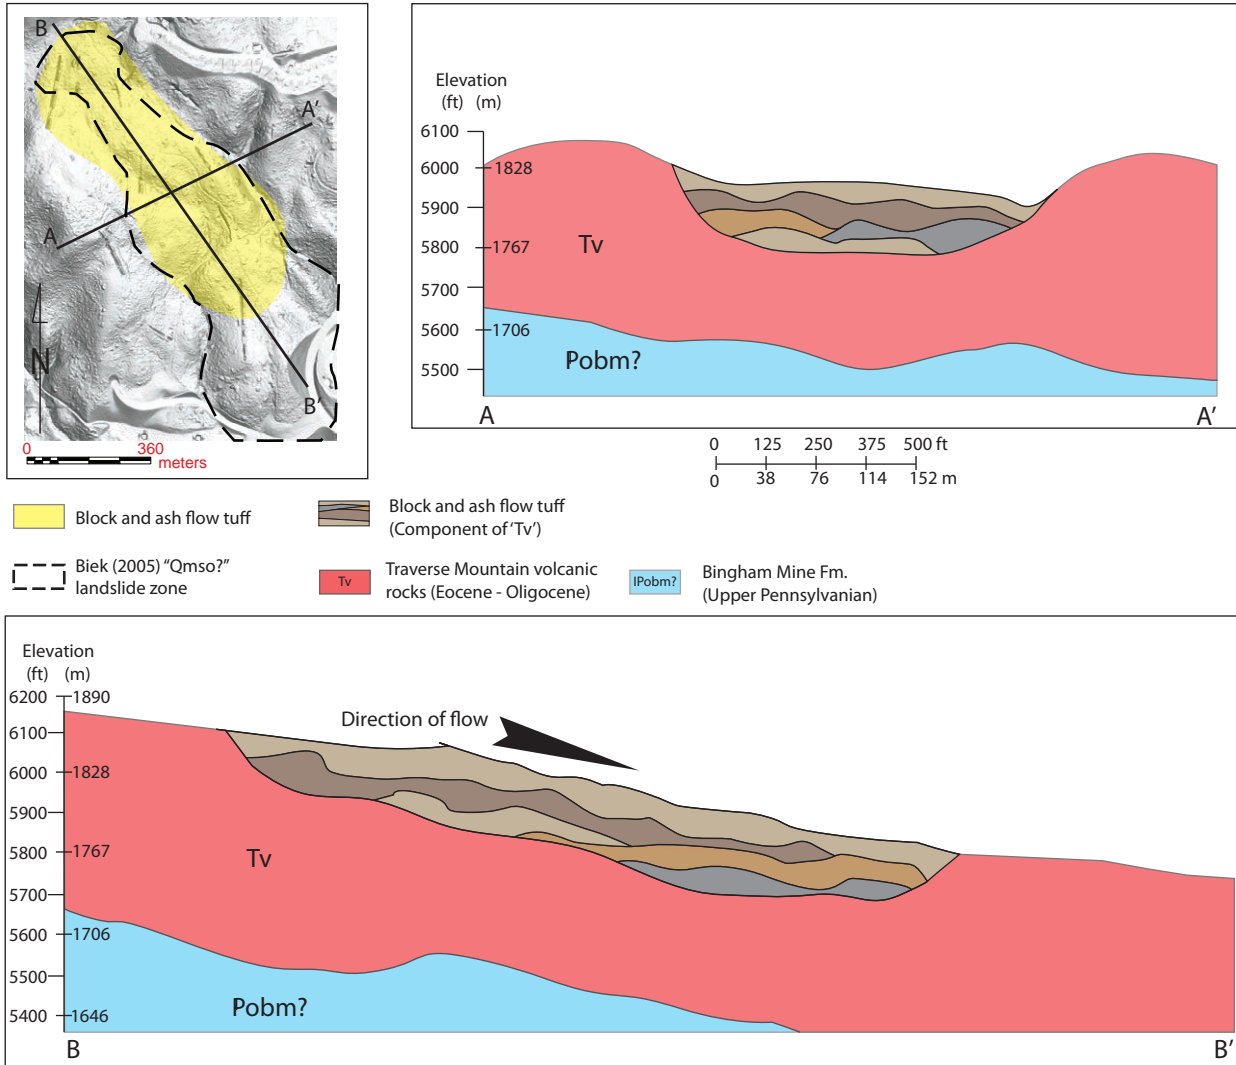 B
A'
A
N
B'
0 360
meters
Elevation
(ft) (m)
6100
6000 1828
5900
5800 1767
5700
5600 1706
5500
Tv
IPobm?
A A'
0 125 250 375 500 ft
0 38 76 114 152 m
Block and ash flow tuff
Block and ash flow tuff
(Component of 'Tv')
Biek (2005) "Qmso?"
landslide zone
Tv
Traverse Mountain volcanic
rocks (Eocene - Oligocene)
IPobm?
Bingham Mine Fm.
(Upper Pennsylvanian)
Elevation
(ft) (m)
6200 1890
6100
6000 1828
5900
5800 1767
5700
5600 1706
5500
5400 1646
Direction of flow
Tv
IPobm?
B B'